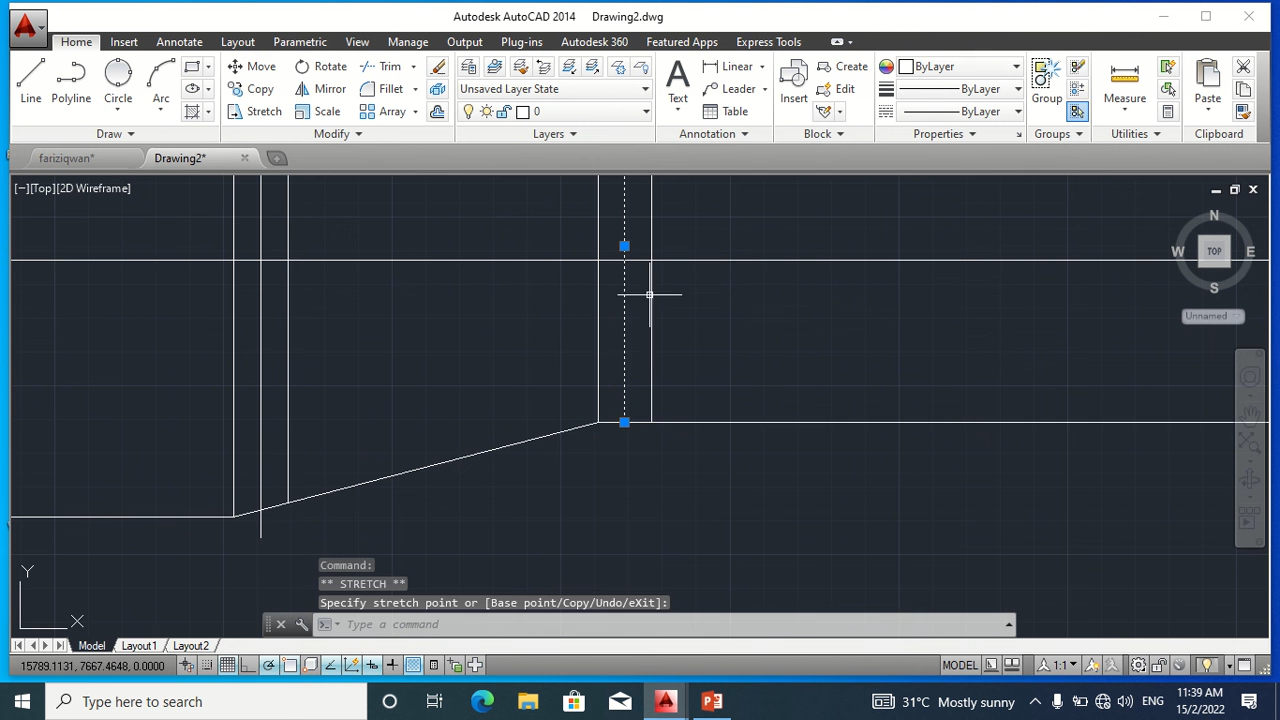 Autodesk AutoCAD 2014 Drawing2.dwg
Home Insert Annotate Layout Parametric View Manage Output Plug-ins Autodesk 360 Featured Apps Express Tools
Move Rotate Trim Unsaved Layer State Linear Create ByLayer
Copy Mirror Fillet Leader Edit ByLayer
Line Polyline Circle Arc Stretch Scale Array 0 Text Table Insert ByLayer Group Measure Paste
Draw Modify Layers Annotation Block Properties Groups Utilities Clipboard
fariziqwan* Drawing2*
[−][Top][2D Wireframe]
N
W TOP E
S
Unnamed
Command:
** STRETCH **
Specify stretch point or [Base point/Copy/Undo/eXit]:
Y
X
Type a command
Model Layout1 Layout2
15789.1131, 7667.4648, 0.0000 MODEL 1:1
Type here to search 31°C Mostly sunny ENG 11:39 AM
15/2/2022